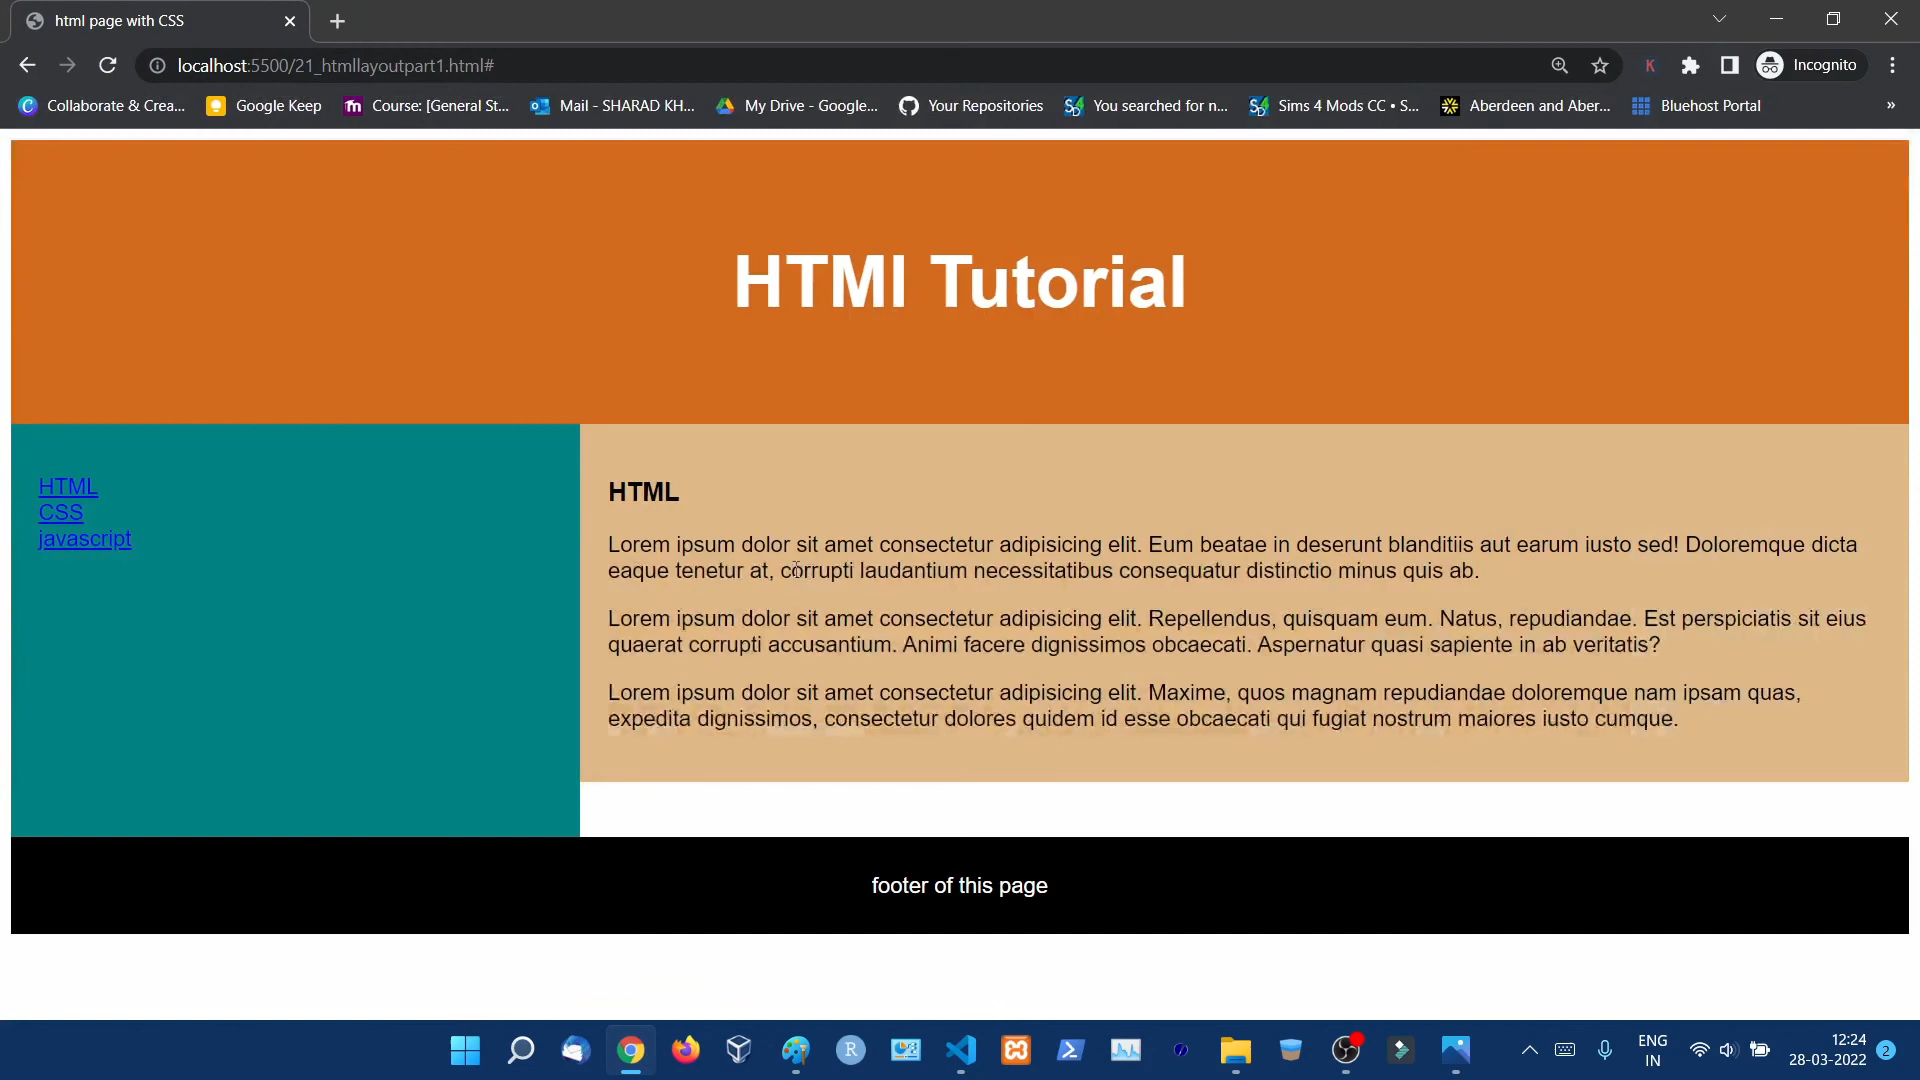 html page with CSS
localhost:5500/21_htmllayoutpart1.html#
K
Incognito
Collaborate & Crea...
Google Keep
Course: [General St...
Mail - SHARAD KH...
My Drive - Google...
Your Repositories
You searched for n...
Sims 4 Mods CC • S...
Aberdeen and Aber...
Bluehost Portal
»
HTMl Tutorial
HTML
CSS
javascript
HTML
Lorem ipsum dolor sit amet consectetur adipisicing elit. Eum beatae in deserunt blanditiis aut earum iusto sed! Doloremque dicta
eaque tenetur at, corrupti laudantium necessitatibus consequatur distinctio minus quis ab.
Lorem ipsum dolor sit amet consectetur adipisicing elit. Repellendus, quisquam eum. Natus, repudiandae. Est perspiciatis sit eius
quaerat corrupti accusantium. Animi facere dignissimos obcaecati. Aspernatur quasi sapiente in ab veritatis?
Lorem ipsum dolor sit amet consectetur adipisicing elit. Maxime, quos magnam repudiandae doloremque nam ipsam quas,
expedita dignissimos, consectetur dolores quidem id esse obcaecati qui fugiat nostrum maiores iusto cumque.
footer of this page
R
ENG
IN
12:24
28-03-2022
2